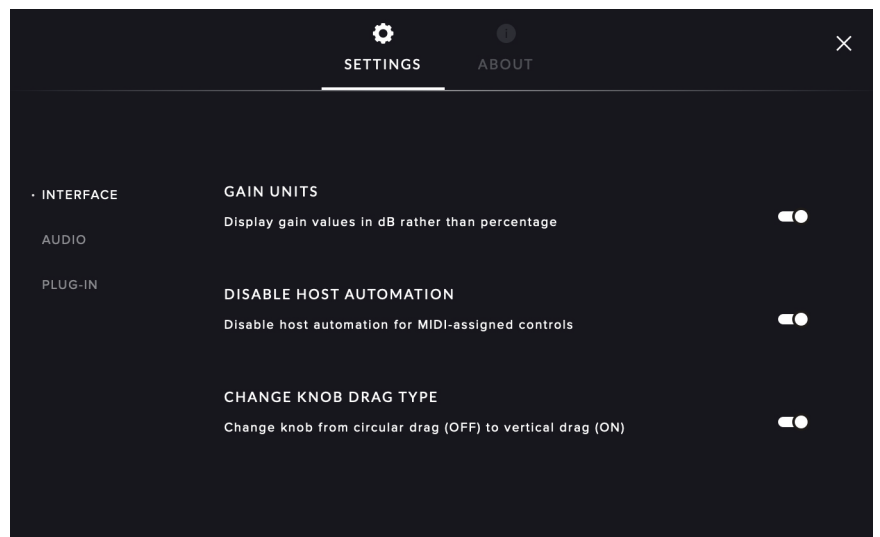 SETTINGS
ABOUT
INTERFACE
AUDIO
PLUG-IN
GAIN UNITS
Display gain values in dB rather than percentage
DISABLE HOST AUTOMATION
Disable host automation for MIDI-assigned controls
CHANGE KNOB DRAG TYPE
Change knob from circular drag (OFF) to vertical drag (ON)